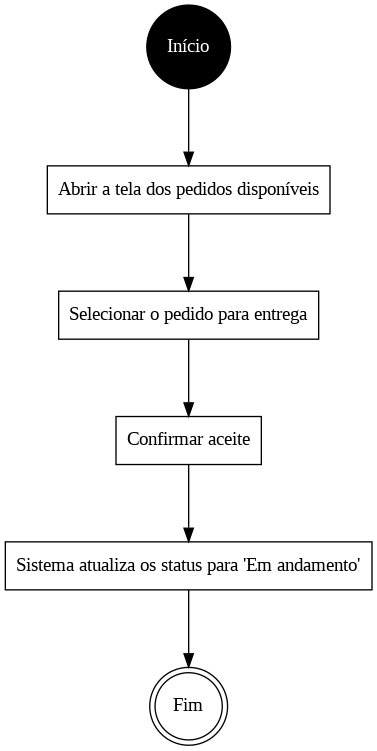 Início
Abrir a tela dos pedidos disponíveis
Selecionar o pedido para entrega
Confirmar aceite
Sistema atualiza os status para 'Em andamento'
Fim